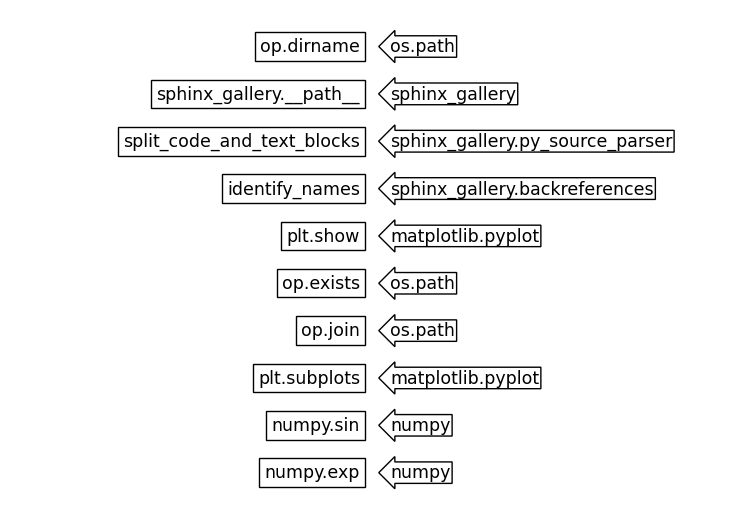 op.dirname os.path
sphinx_gallery.__path__ sphinx_gallery
split_code_and_text_blocks sphinx_gallery.py_source_parser
identify_names sphinx_gallery.backreferences
plt.show matplotlib.pyplot
op.exists os.path
op.join os.path
plt.subplots matplotlib.pyplot
numpy.sin numpy
numpy.exp numpy